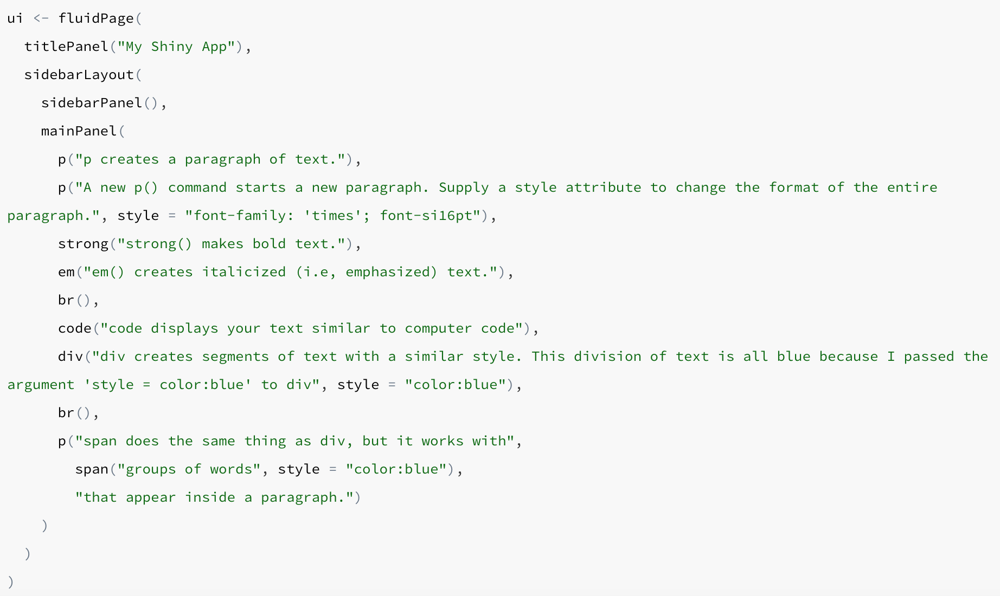 ui <- fluidPage(
  titlePanel("My Shiny App"),
  sidebarLayout(
    sidebarPanel(),
    mainPanel(
      p("p creates a paragraph of text."),
      p("A new p() command starts a new paragraph. Supply a style attribute to change the format of the entire
paragraph.", style = "font-family: 'times'; font-si16pt"),
      strong("strong() makes bold text."),
      em("em() creates italicized (i.e, emphasized) text."),
      br(),
      code("code displays your text similar to computer code"),
      div("div creates segments of text with a similar style. This division of text is all blue because I passed the
argument 'style = color:blue' to div", style = "color:blue"),
      br(),
      p("span does the same thing as div, but it works with",
        span("groups of words", style = "color:blue"),
        "that appear inside a paragraph.")
    )
  )
)